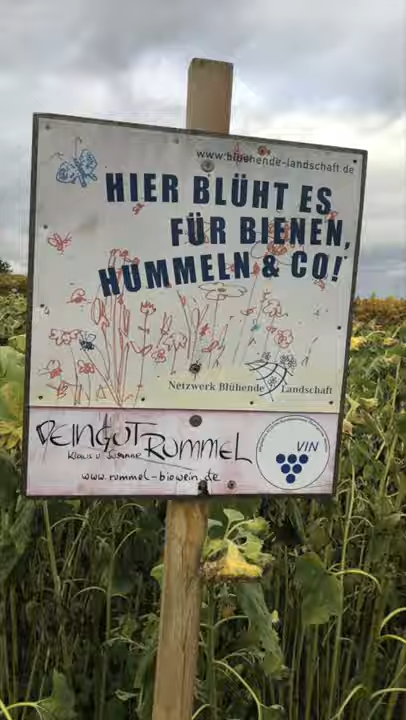 www.bluehende-landschaft.de
HIER BLÜHT ES
FÜR BIENEN,
HUMMELN & CO!
Netzwerk Blühende Landschaft
WEINGUT RUMMEL
Klaus u. Susanne
www.rummel-biowein.de
VIN